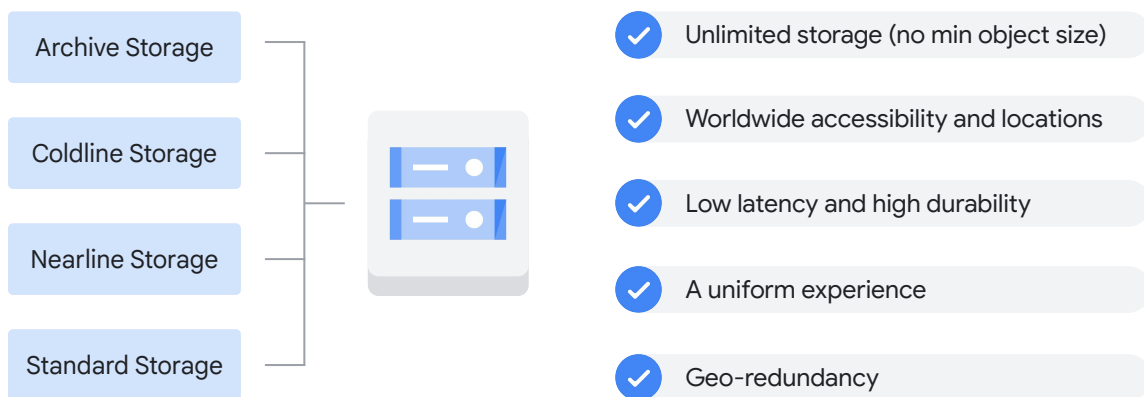 Archive Storage
Coldline Storage
Nearline Storage
Standard Storage
Unlimited storage (no min object size)
Worldwide accessibility and locations
Low latency and high durability
A uniform experience
Geo-redundancy